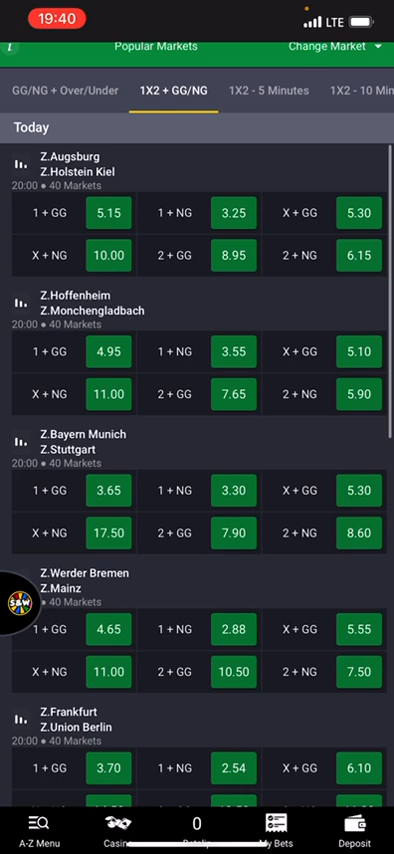 19:40
LTE
i Popular Markets Change Market
GG/NG + Over/Under 1X2 + GG/NG 1X2 - 5 Minutes 1X2 - 10 Min
Today
Z.Augsburg
Z.Holstein Kiel
20:00 • 40 Markets
1 + GG 5.15 1 + NG 3.25 X + GG 5.30
X + NG 10.00 2 + GG 8.95 2 + NG 6.15
Z.Hoffenheim
Z.Monchengladbach
20:00 • 40 Markets
1 + GG 4.95 1 + NG 3.55 X + GG 5.10
X + NG 11.00 2 + GG 7.65 2 + NG 5.90
Z.Bayern Munich
Z.Stuttgart
20:00 • 40 Markets
1 + GG 3.65 1 + NG 3.30 X + GG 5.30
X + NG 17.50 2 + GG 7.90 2 + NG 8.60
Z.Werder Bremen
Z.Mainz
• 40 Markets
S&W
1 + GG 4.65 1 + NG 2.88 X + GG 5.55
X + NG 11.00 2 + GG 10.50 2 + NG 7.50
Z.Frankfurt
Z.Union Berlin
20:00 • 40 Markets
1 + GG 3.70 1 + NG 2.54 X + GG 6.10
0
A-Z Menu Casino Betslip My Bets Deposit